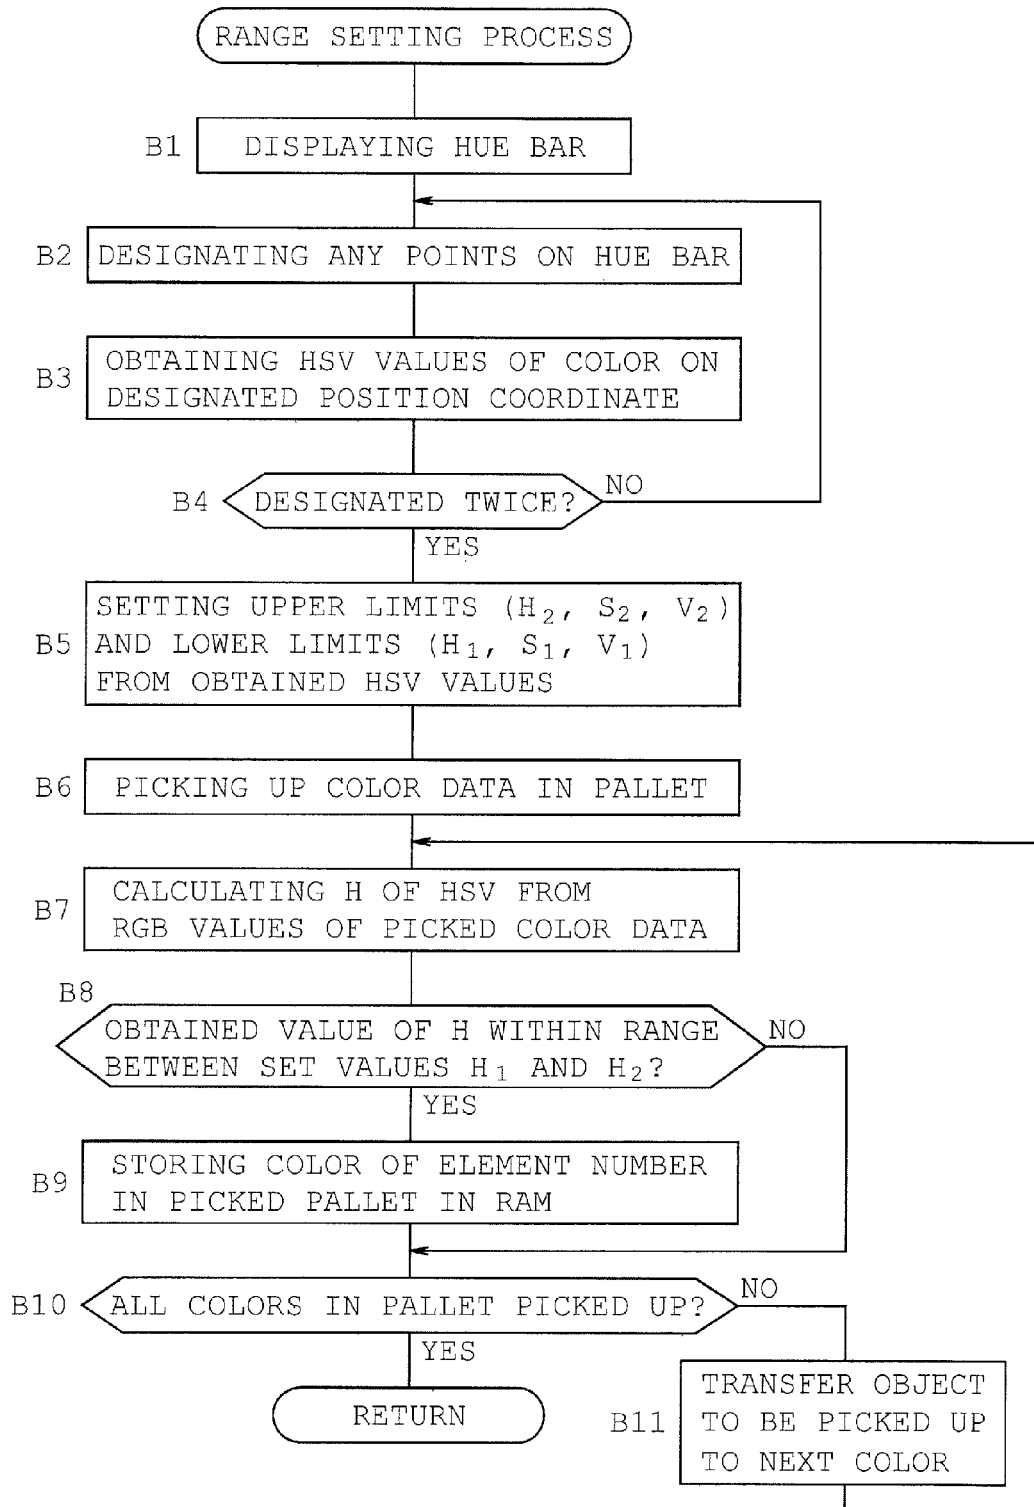 RANGE SETTING PROCESS
B1 DISPLAYING HUE BAR
B2 DESIGNATING ANY POINTS ON HUE BAR
B3 OBTAINING HSV VALUES OF COLOR ON
DESIGNATED POSITION COORDINATE
B4 DESIGNATED TWICE? NO
YES
SETTING UPPER LIMITS (H2, S2, V2)
B5 AND LOWER LIMITS (H1, S1, V1)
FROM OBTAINED HSV VALUES
B6 PICKING UP COLOR DATA IN PALLET
B7 CALCULATING H OF HSV FROM
RGB VALUES OF PICKED COLOR DATA
B8
OBTAINED VALUE OF H WITHIN RANGE NO
BETWEEN SET VALUES H1 AND H2?
YES
B9 STORING COLOR OF ELEMENT NUMBER
IN PICKED PALLET IN RAM
B10 ALL COLORS IN PALLET PICKED UP? NO
YES
RETURN
TRANSFER OBJECT
B11 TO BE PICKED UP
TO NEXT COLOR